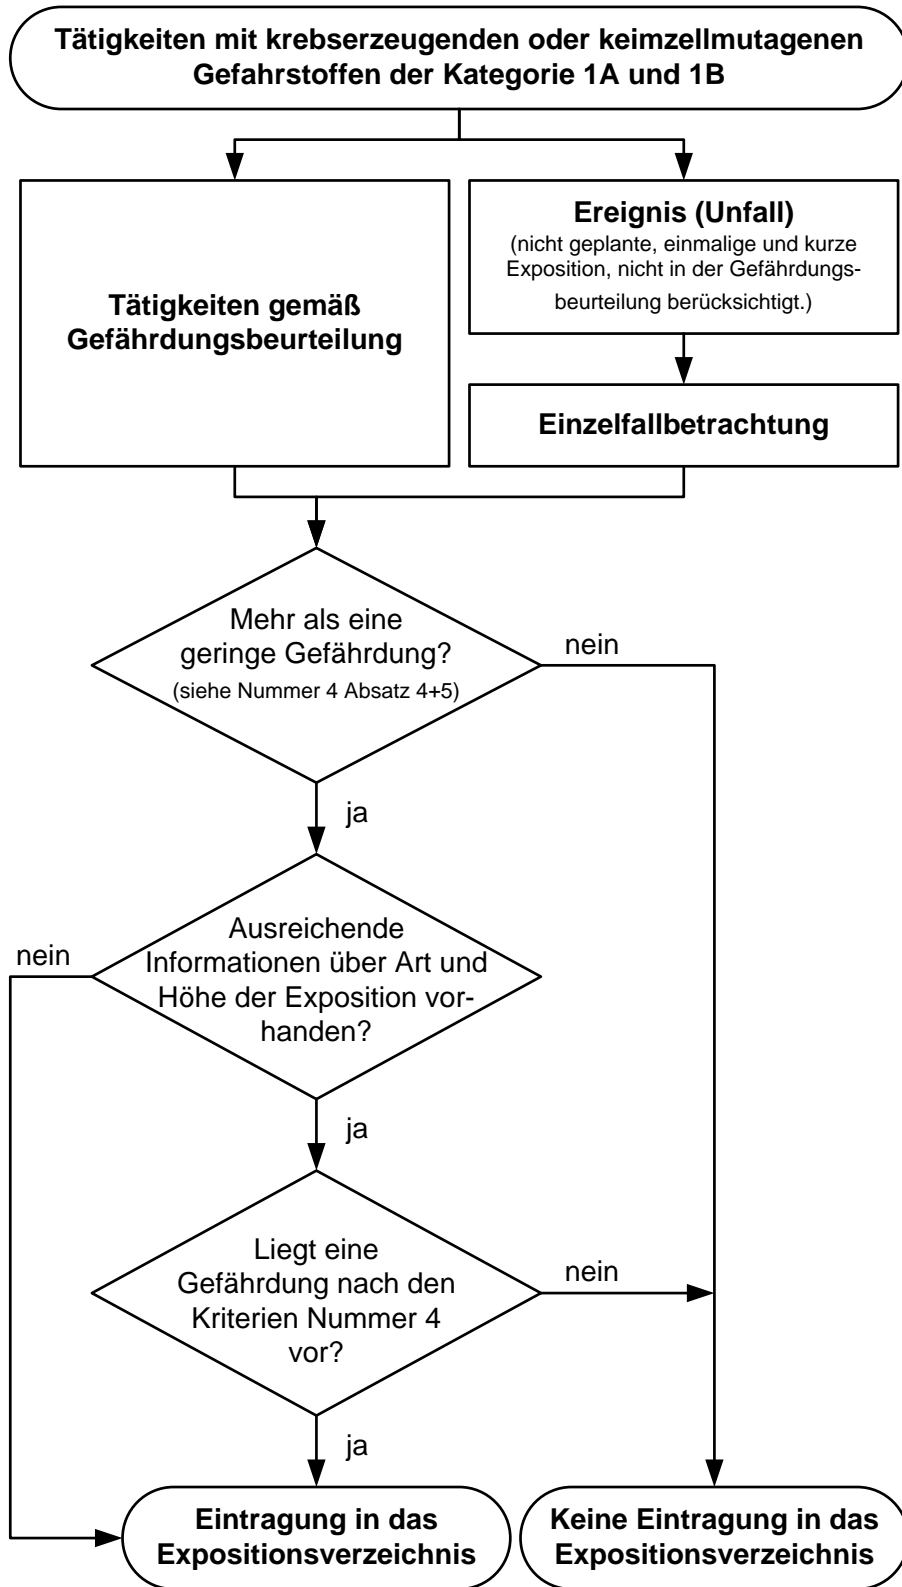 Tätigkeiten mit krebserzeugenden oder keimzellmutagenen
Gefahrstoffen der Kategorie 1A und 1B
Tätigkeiten gemäß
Gefährdungsbeurteilung
Ereignis (Unfall)
(nicht geplante, einmalige und kurze
Exposition, nicht in der Gefährdungs-
beurteilung berücksichtigt.)
Einzelfallbetrachtung
Mehr als eine
geringe Gefährdung?
(siehe Nummer 4 Absatz 4+5)
nein
ja
Ausreichende
Informationen über Art und
Höhe der Exposition vor-
handen?
nein
ja
Liegt eine
Gefährdung nach den
Kriterien Nummer 4
vor?
nein
ja
Eintragung in das
Expositionsverzeichnis
Keine Eintragung in das
Expositionsverzeichnis